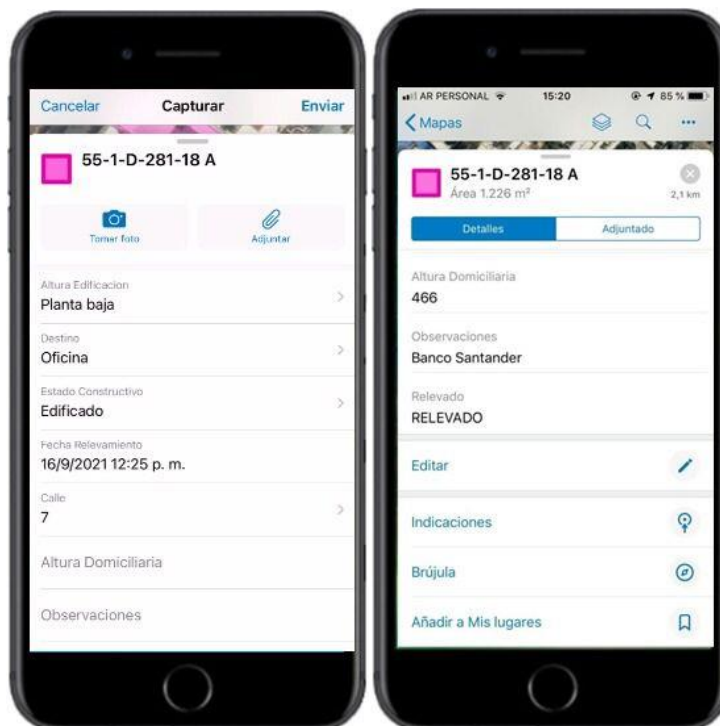 Cancelar
Capturar
Enviar
55-1-D-281-18 A
Tomar foto
Adjuntar
Altura Edificacion
Planta baja
Destino
Oficina
Estado Constructivo
Edificado
Fecha Relevamiento
16/9/2021 12:25 p. m.
Calle
7
Altura Domiciliaria
Observaciones
AR PERSONAL
15:20
85 %
Mapas
55-1-D-281-18 A
Área 1.226 m²
2,1 km
Detalles
Adjuntado
Altura Domiciliaria
466
Observaciones
Banco Santander
Relevado
RELEVADO
Editar
Indicaciones
Brújula
Añadir a Mis lugares